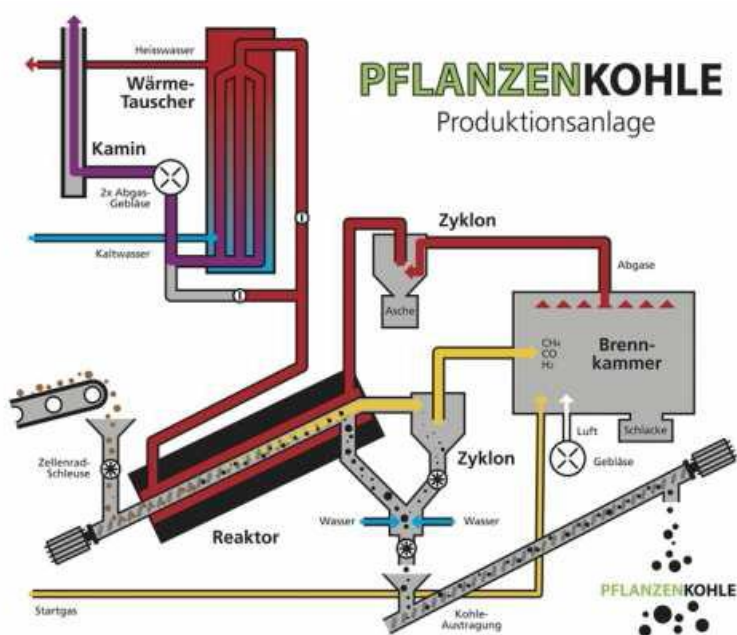 Heisswasser
Wärme-
Tauscher
PFLANZENKOHLE
Produktionsanlage
Kamin
2x Abgas-
Gebläse
Kaltwasser
Zyklon
Abgase
Asche
CH₄
CO
H₂
Brenn-
kammer
Luft
Schlacke
Gebläse
Zellenrad-
Schleuse
Zyklon
Reaktor
Wasser
Wasser
Startgas
Kohle-
Austragung
PFLANZENKOHLE